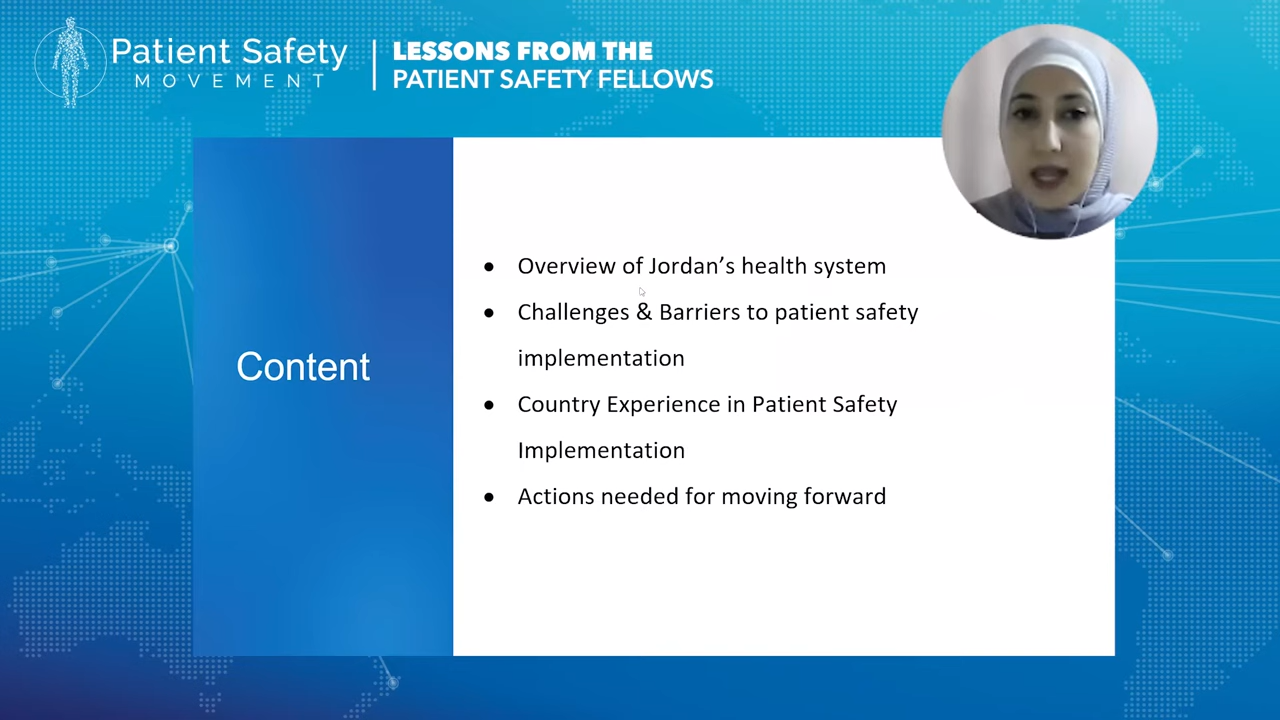 Patient Safety
MOVEMENT
LESSONS FROM THE
PATIENT SAFETY FELLOWS
Content
• Overview of Jordan’s health system
• Challenges & Barriers to patient safety
implementation
• Country Experience in Patient Safety
Implementation
• Actions needed for moving forward